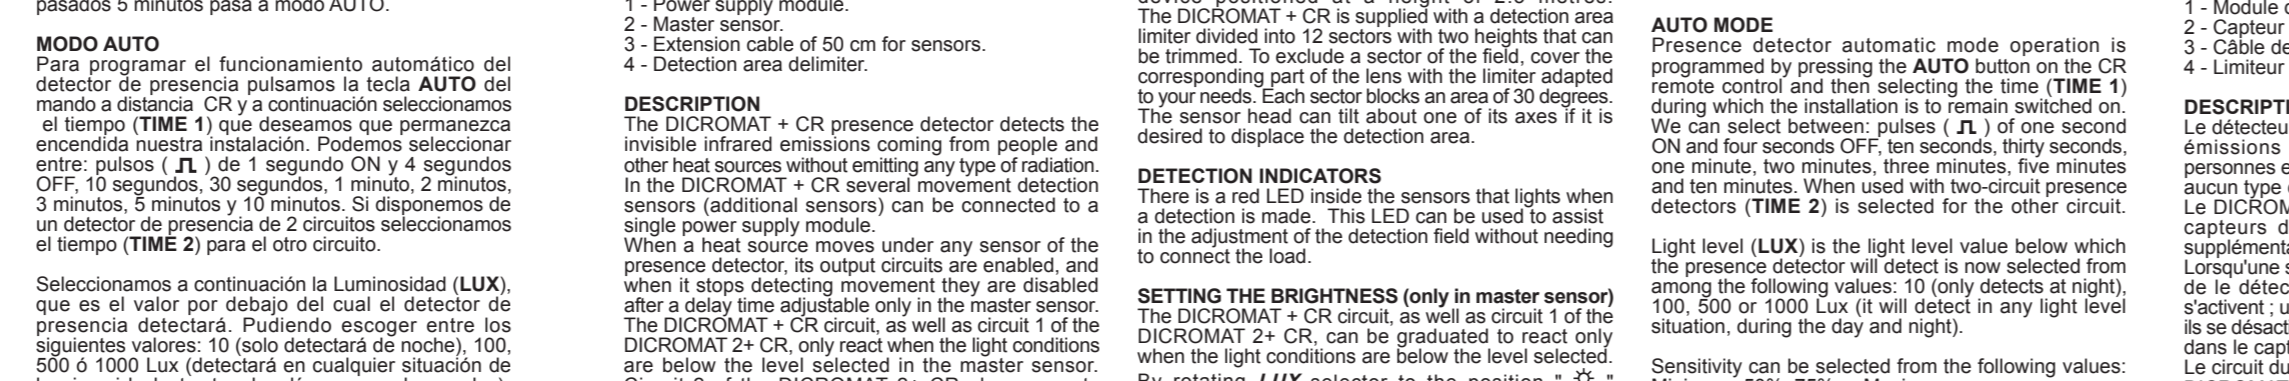 pasados 5 minutos pasa a modo AUTO.
MODO AUTO
Para programar el funcionamiento automático del
detector de presencia pulsamos la tecla AUTO del
mando a distancia CR y a continuación seleccionamos
el tiempo (TIME 1) que deseamos que permanezca
encendida nuestra instalación. Podemos seleccionar
entre: pulsos ( ⎍ ) de 1 segundo ON y 4 segundos
OFF, 10 segundos, 30 segundos, 1 minuto, 2 minutos,
3 minutos, 5 minutos y 10 minutos. Si disponemos de
un detector de presencia de 2 circuitos seleccionamos
el tiempo (TIME 2) para el otro circuito.
Seleccionamos a continuación la Luminosidad (LUX),
que es el valor por debajo del cual el detector de
presencia detectará. Pudiendo escoger entre los
siguientes valores: 10 (solo detectará de noche), 100,
500 ó 1000 Lux (detectará en cualquier situación de
1 - Power supply module.
2 - Master sensor.
3 - Extension cable of 50 cm for sensors.
4 - Detection area delimiter.
DESCRIPTION
The DICROMAT + CR presence detector detects the
invisible infrared emissions coming from people and
other heat sources without emitting any type of radiation.
In the DICROMAT + CR several movement detection
sensors (additional sensors) can be connected to a
single power supply module.
When a heat source moves under any sensor of the
presence detector, its output circuits are enabled, and
when it stops detecting movement they are disabled
after a delay time adjustable only in the master sensor.
The DICROMAT + CR circuit, as well as circuit 1 of the
DICROMAT 2+ CR, only react when the light conditions
are below the level selected in the master sensor.
device positioned at a height of 2.5 metres.
The DICROMAT + CR is supplied with a detection area
limiter divided into 12 sectors with two heights that can
be trimmed. To exclude a sector of the field, cover the
corresponding part of the lens with the limiter adapted
to your needs. Each sector blocks an area of 30 degrees.
The sensor head can tilt about one of its axes if it is
desired to displace the detection area.
DETECTION INDICATORS
There is a red LED inside the sensors that lights when
a detection is made. This LED can be used to assist
in the adjustment of the detection field without needing
to connect the load.
SETTING THE BRIGHTNESS (only in master sensor)
The DICROMAT + CR circuit, as well as circuit 1 of the
DICROMAT 2+ CR, can be graduated to react only
when the light conditions are below the level selected.
By rotating LUX selector to the position " ☼ "
AUTO MODE
Presence detector automatic mode operation is
programmed by pressing the AUTO button on the CR
remote control and then selecting the time (TIME 1)
during which the installation is to remain switched on.
We can select between: pulses ( ⎍ ) of one second
ON and four seconds OFF, ten seconds, thirty seconds,
one minute, two minutes, three minutes, five minutes
and ten minutes. When used with two-circuit presence
detectors (TIME 2) is selected for the other circuit.
Light level (LUX) is the light level value below which
the presence detector will detect is now selected from
among the following values: 10 (only detects at night),
100, 500 or 1000 Lux (it will detect in any light level
situation, during the day and night).
Sensitivity can be selected from the following values:
1 - Module
2 - Capteur
3 - Câble de
4 - Limiteur
DESCRIPTI
Le détecteu
émissions
personnes e
aucun type
Le DICROM
capteurs d
supplémenta
Lorsqu'une s
de le détec
s'activent ; u
ils se désacti
dans le capt
Le circuit du